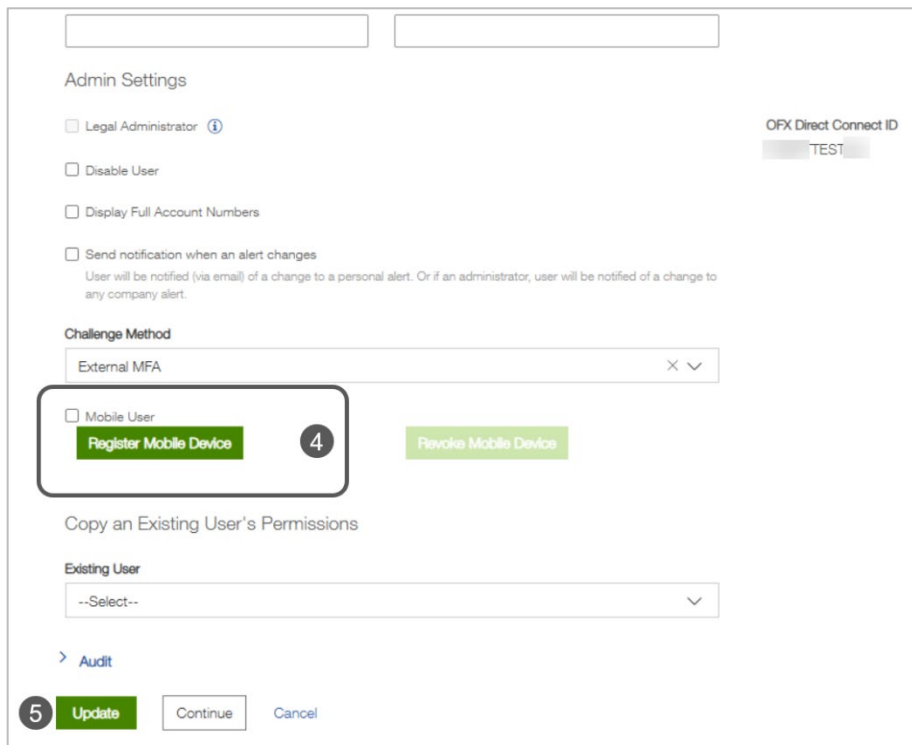 Admin Settings
Legal Administrator
OFX Direct Connect ID
TEST
Disable User
Display Full Account Numbers
Send notification when an alert changes
User will be notified (via email) of a change to a personal alert. Or if an administrator, user will be notified of a change to
any company alert.
Challenge Method
External MFA
Mobile User
Register Mobile Device
4
Revoke Mobile Device
Copy an Existing User's Permissions
Existing User
--Select--
Audit
5 Update Continue Cancel